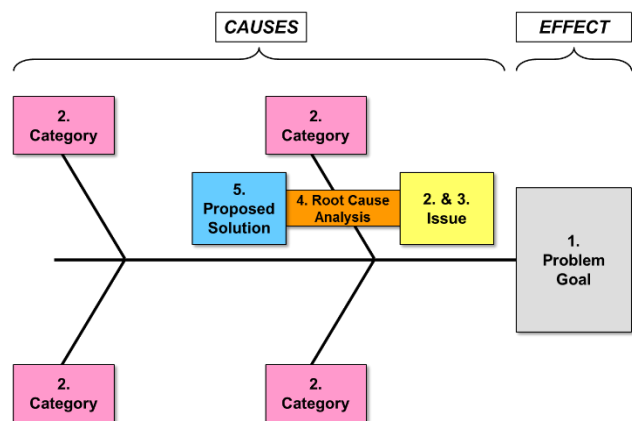 CAUSES
EFFECT
2.
Category
2.
Category
5.
Proposed
Solution
4. Root Cause
Analysis
2. & 3.
Issue
1.
Problem
Goal
2.
Category
2.
Category